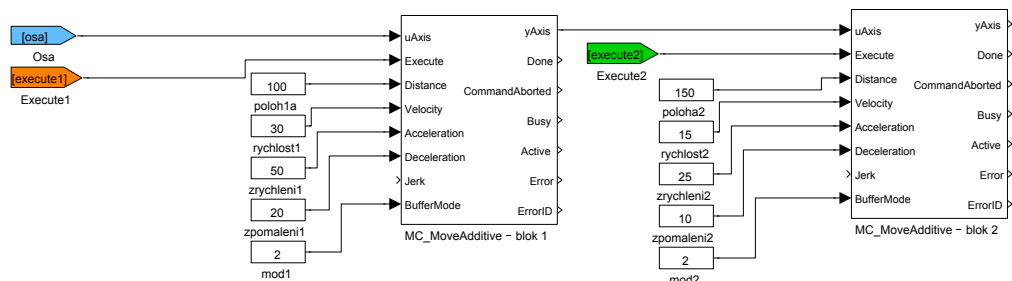 [osa]
Osa
[execute1]
Execute1
100
poloh1a
30
rychlost1
50
zrychleni1
20
zpomaleni1
2
mod1
uAxis
Execute
Distance
Velocity
Acceleration
Deceleration
Jerk
BufferMode
yAxis
Done
CommandAborted
Busy
Active
Error
ErrorID
MC_MoveAdditive − blok 1
[execute2]
Execute2
150
poloha2
15
rychlost2
25
zrychleni2
10
zpomaleni2
2
mod2
uAxis
Execute
Distance
Velocity
Acceleration
Deceleration
Jerk
BufferMode
yAxis
Done
CommandAborted
Busy
Active
Error
ErrorID
MC_MoveAdditive − blok 2